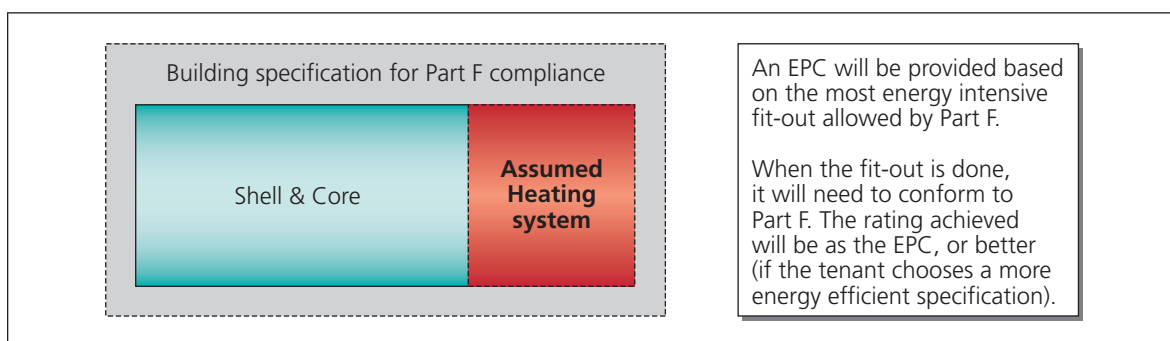 Building specification for Part F compliance
Shell & Core
Assumed
Heating
system
An EPC will be provided based
on the most energy intensive
fit-out allowed by Part F.
When the fit-out is done,
it will need to conform to
Part F. The rating achieved
will be as the EPC, or better
(if the tenant chooses a more
energy efficient specification).